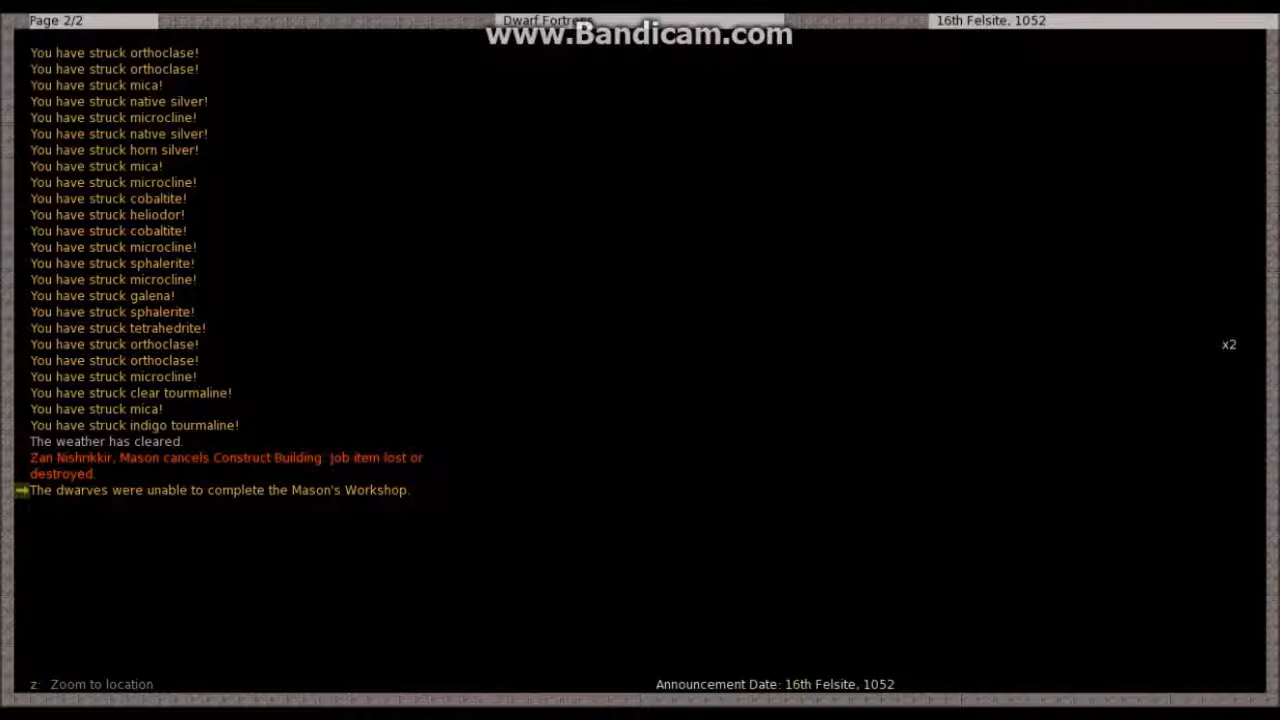 Page 2/2 Dwarf Fortress 16th Felsite, 1052
www.Bandicam.com
You have struck orthoclase!
You have struck orthoclase!
You have struck mica!
You have struck native silver!
You have struck microcline!
You have struck native silver!
You have struck horn silver!
You have struck mica!
You have struck microcline!
You have struck cobaltite!
You have struck heliodor!
You have struck cobaltite!
You have struck microcline!
You have struck sphalerite!
You have struck microcline!
You have struck galena!
You have struck sphalerite!
You have struck tetrahedrite!
You have struck orthoclase! x2
You have struck orthoclase!
You have struck microcline!
You have struck clear tourmaline!
You have struck mica!
You have struck indigo tourmaline!
The weather has cleared.
Zan Nishrikkir, Mason cancels Construct Building: Job item lost or
destroyed.
The dwarves were unable to complete the Mason's Workshop.
z: Zoom to location Announcement Date: 16th Felsite, 1052